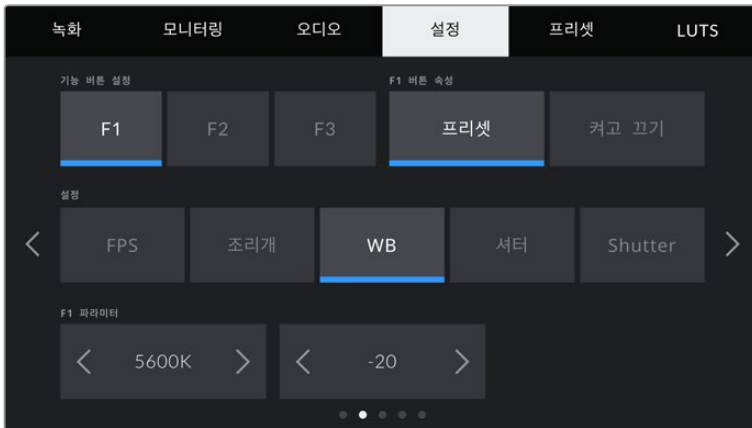 녹화 모니터링 오디오 설정 프리셋 LUTS
기능 버튼 설정 F1 버튼 속성
F1 F2 F3 프리셋 켜고 끄기
설정
FPS 조리개 WB 셔터 Shutter
F1 파라미터
5600K -20